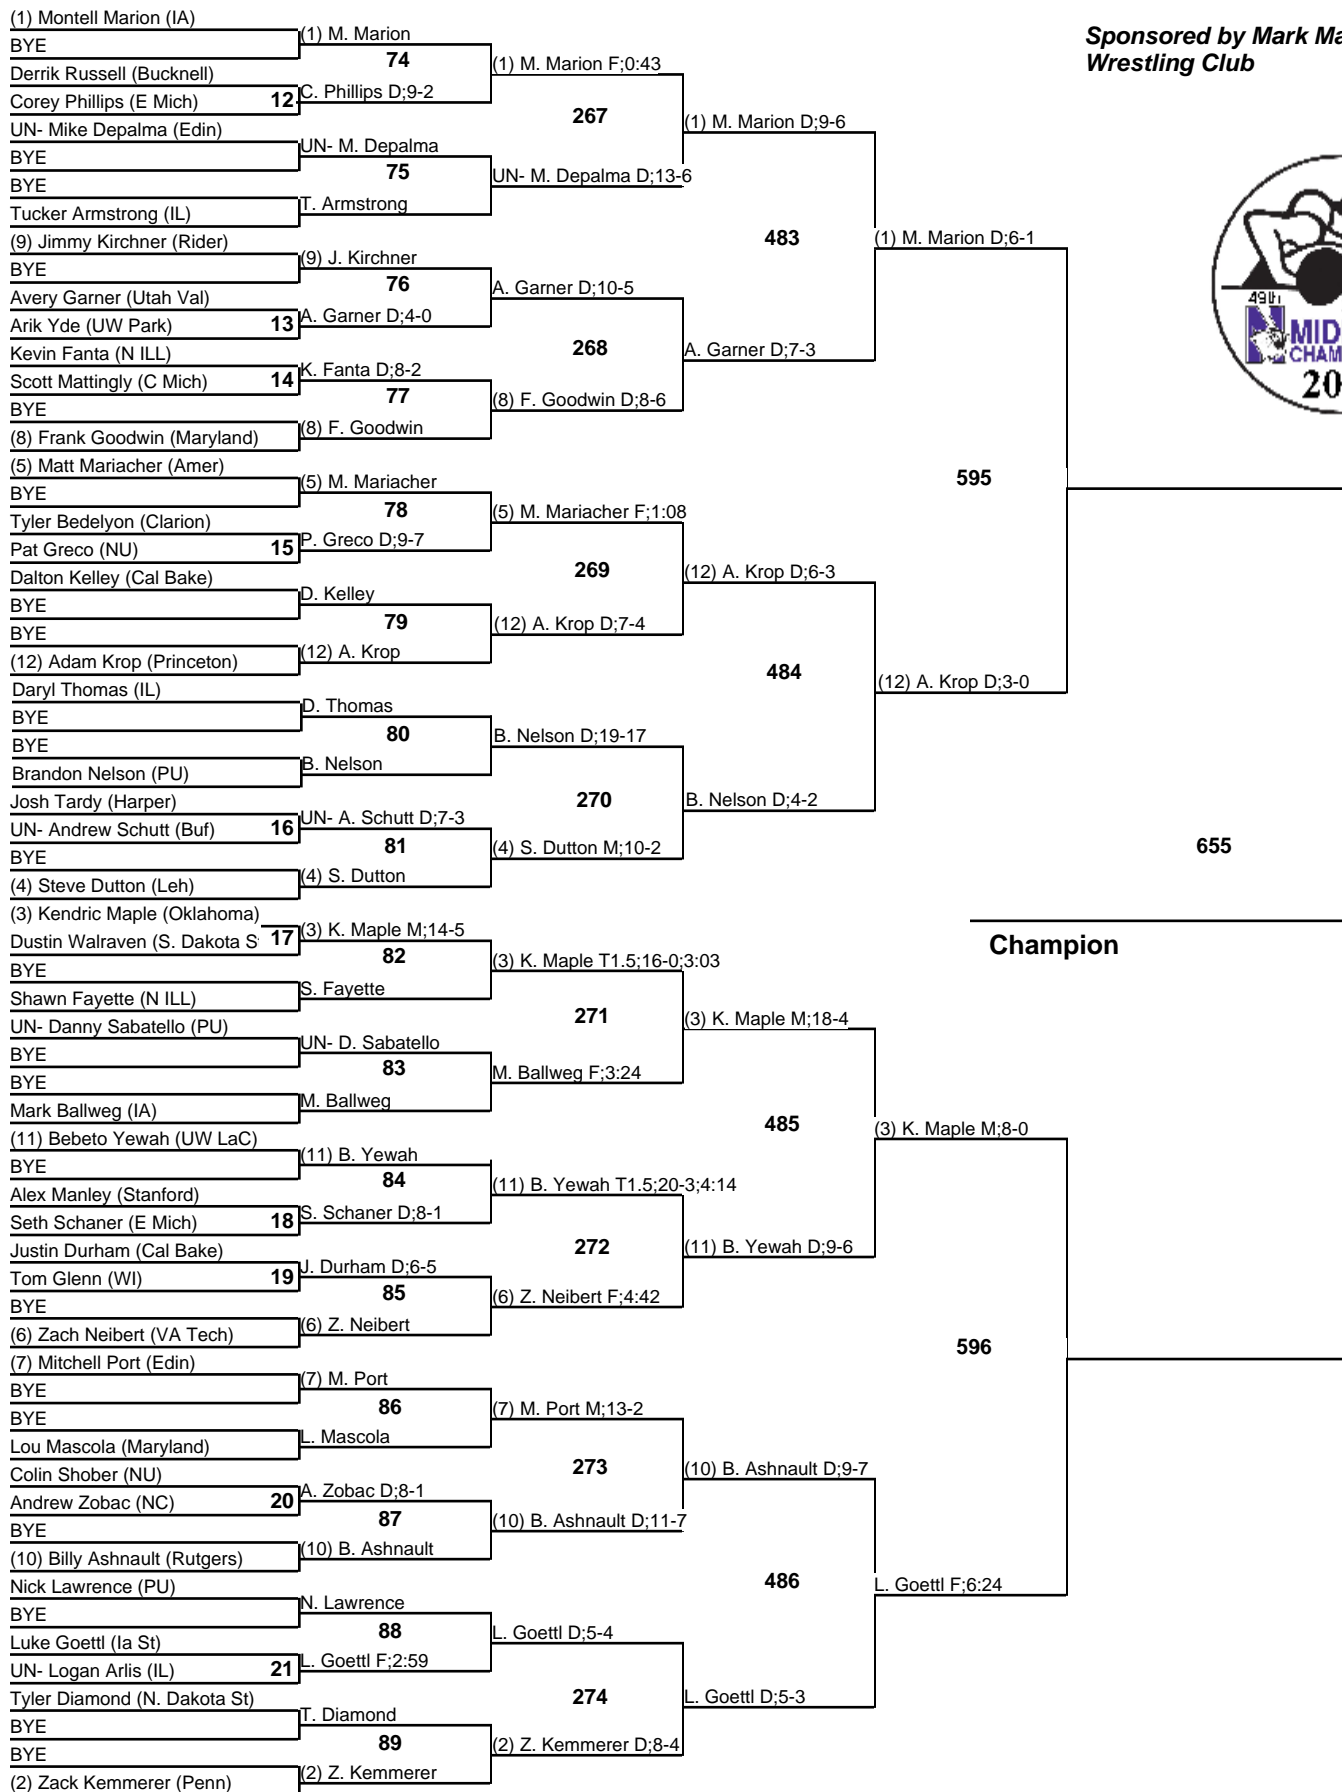 (1) Montell Marion (IA)
BYE
Derrik Russell (Bucknell)
Corey Phillips (E Mich)
12
UN- Mike Depalma (Edin)
BYE
BYE
Tucker Armstrong (IL)
(9) Jimmy Kirchner (Rider)
BYE
Avery Garner (Utah Val)
Arik Yde (UW Park)
13
Kevin Fanta (N ILL)
Scott Mattingly (C Mich)
14
BYE
(8) Frank Goodwin (Maryland)
(5) Matt Mariacher (Amer)
BYE
Tyler Bedelyon (Clarion)
Pat Greco (NU)
15
Dalton Kelley (Cal Bake)
BYE
BYE
(12) Adam Krop (Princeton)
Daryl Thomas (IL)
BYE
BYE
Brandon Nelson (PU)
Josh Tardy (Harper)
UN- Andrew Schutt (Buf)
16
BYE
(4) Steve Dutton (Leh)
(3) Kendric Maple (Oklahoma)
Dustin Walraven (S. Dakota S
17
BYE
Shawn Fayette (N ILL)
UN- Danny Sabatello (PU)
BYE
BYE
Mark Ballweg (IA)
(11) Bebeto Yewah (UW LaC)
BYE
Alex Manley (Stanford)
Seth Schaner (E Mich)
18
Justin Durham (Cal Bake)
Tom Glenn (WI)
19
BYE
(6) Zach Neibert (VA Tech)
(7) Mitchell Port (Edin)
BYE
BYE
Lou Mascola (Maryland)
Colin Shober (NU)
Andrew Zobac (NC)
20
BYE
(10) Billy Ashnault (Rutgers)
Nick Lawrence (PU)
BYE
Luke Goettl (Ia St)
UN- Logan Arlis (IL)
21
Tyler Diamond (N. Dakota St)
BYE
BYE
(2) Zack Kemmerer (Penn)
(1) M. Marion
74
C. Phillips D;9-2
UN- M. Depalma
75
T. Armstrong
(9) J. Kirchner
76
A. Garner D;4-0
K. Fanta D;8-2
77
(8) F. Goodwin
(5) M. Mariacher
78
P. Greco D;9-7
D. Kelley
79
(12) A. Krop
D. Thomas
80
B. Nelson
UN- A. Schutt D;7-3
81
(4) S. Dutton
(3) K. Maple M;14-5
82
S. Fayette
UN- D. Sabatello
83
M. Ballweg
(11) B. Yewah
84
S. Schaner D;8-1
J. Durham D;6-5
85
(6) Z. Neibert
(7) M. Port
86
L. Mascola
A. Zobac D;8-1
87
(10) B. Ashnault
N. Lawrence
88
L. Goettl F;2:59
T. Diamond
89
(2) Z. Kemmerer
(1) M. Marion F;0:43
267
UN- M. Depalma D;13-6
A. Garner D;10-5
268
(8) F. Goodwin D;8-6
(5) M. Mariacher F;1:08
269
(12) A. Krop D;7-4
B. Nelson D;19-17
270
(4) S. Dutton M;10-2
(3) K. Maple T1.5;16-0;3:03
271
M. Ballweg F;3:24
(11) B. Yewah T1.5;20-3;4:14
272
(6) Z. Neibert F;4:42
(7) M. Port M;13-2
273
(10) B. Ashnault D;11-7
L. Goettl D;5-4
274
(2) Z. Kemmerer D;8-4
(1) M. Marion D;9-6
483
A. Garner D;7-3
(12) A. Krop D;6-3
484
B. Nelson D;4-2
(3) K. Maple M;18-4
485
(11) B. Yewah D;9-6
(10) B. Ashnault D;9-7
486
L. Goettl D;5-3
(1) M. Marion D;6-1
595
(12) A. Krop D;3-0
(3) K. Maple M;8-0
596
L. Goettl F;6:24
Sponsored by Mark Ma
Wrestling Club
49th
N
MID
CHAM
20
655
Champion